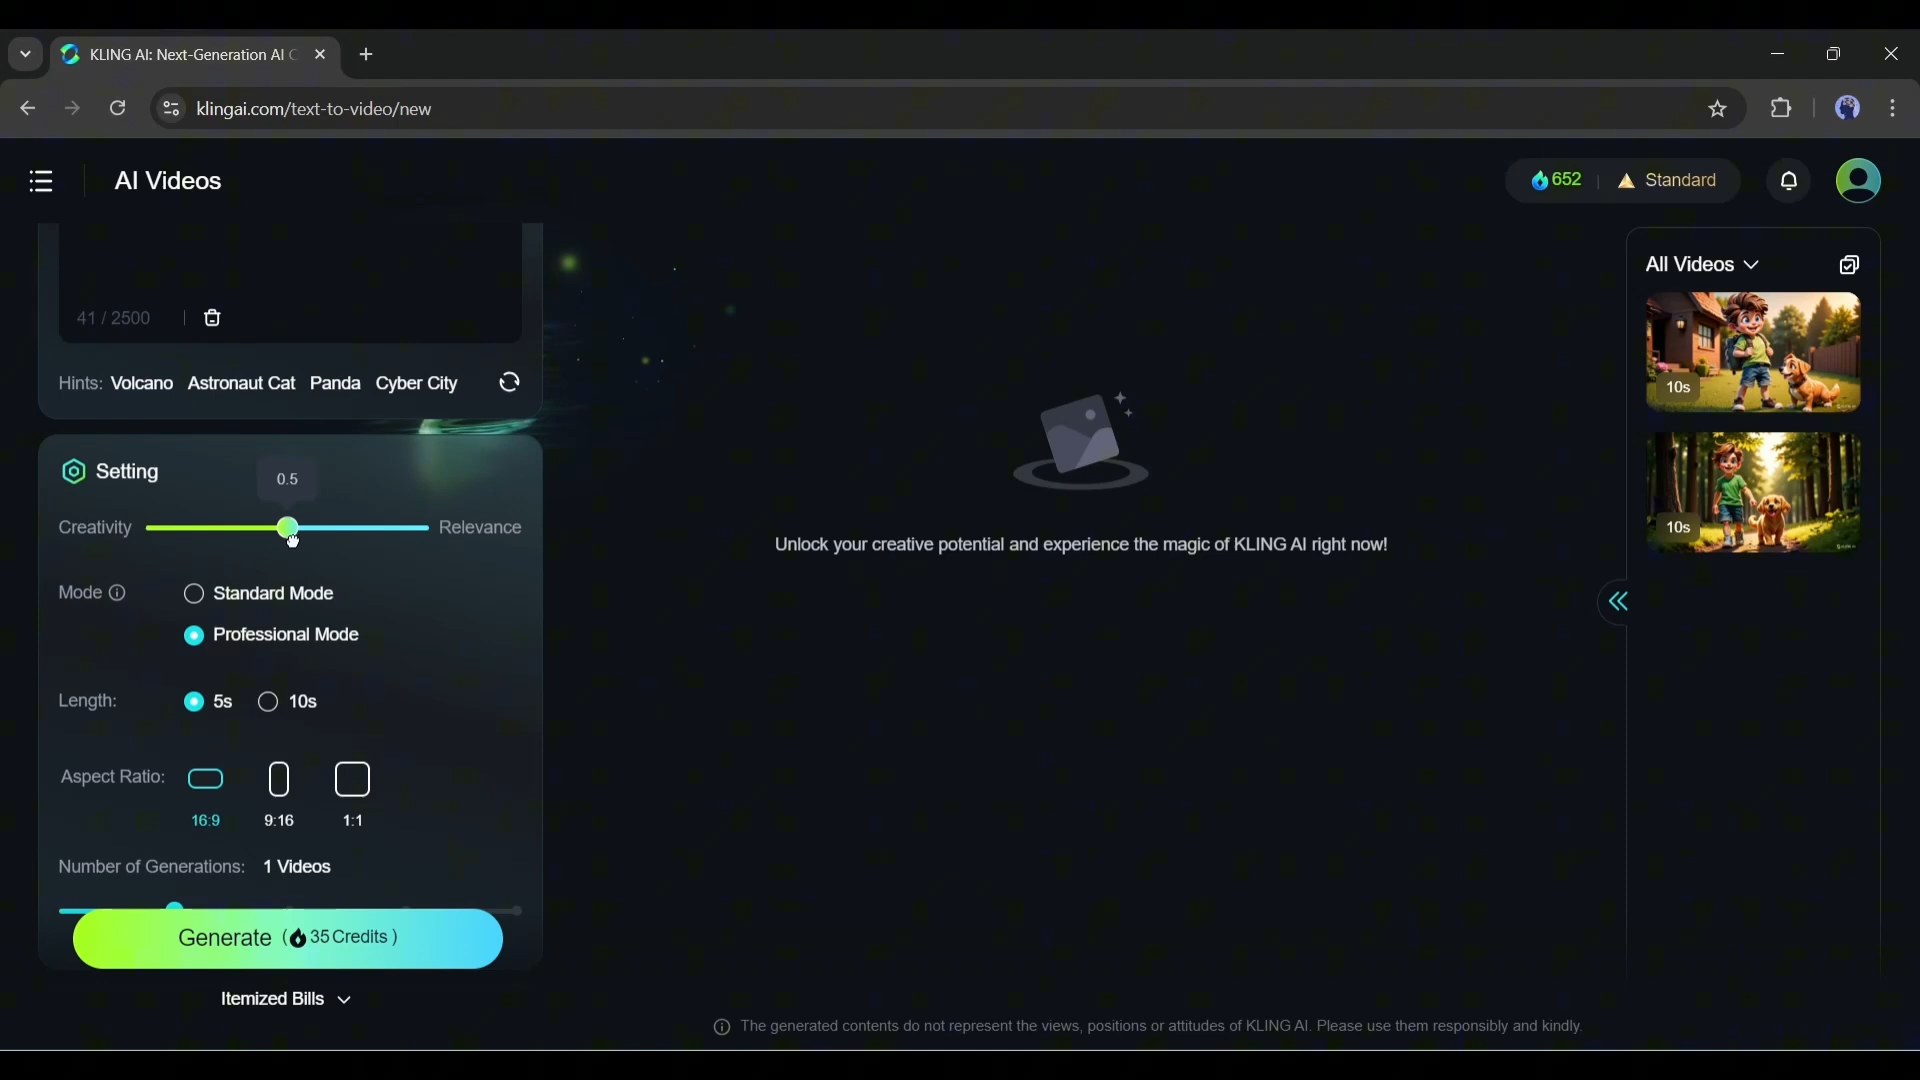 KLING AI: Next-Generation AI C
klingai.com/text-to-video/new
AI Videos
652
Standard
41 / 2500
Hints: Volcano Astronaut Cat Panda Cyber City
Setting
0.5
Creativity
Relevance
Mode
Standard Mode
Professional Mode
Length: 5s 10s
Aspect Ratio:
16:9 9:16 1:1
Number of Generations: 1 Videos
Generate ( 35 Credits )
Itemized Bills
Unlock your creative potential and experience the magic of KLING AI right now!
The generated contents do not represent the views, positions or attitudes of KLING AI. Please use them responsibly and kindly.
All Videos
10s
10s